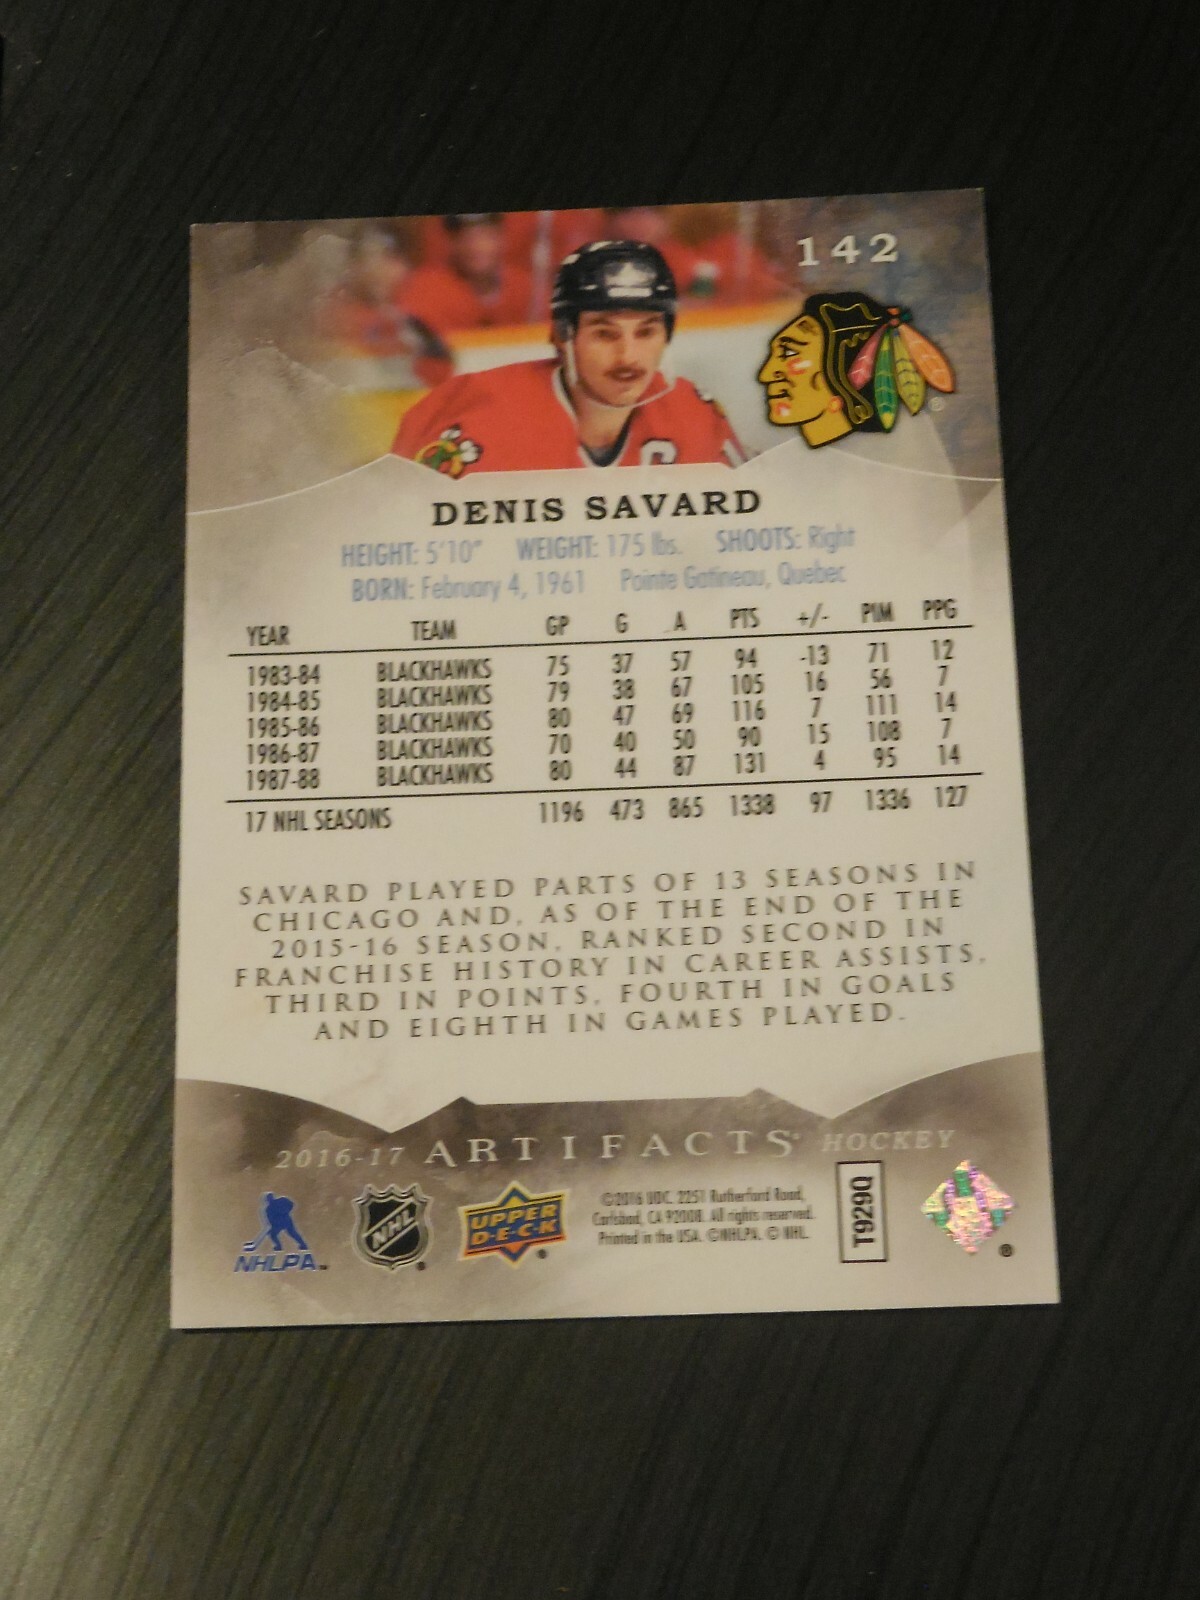 142
C
DENIS SAVARD
HEIGHT: 5'10" WEIGHT: 175 lbs. SHOOTS: Right
BORN: February 4, 1961 Pointe Gatineau, Quebec
YEAR TEAM GP G A PTS +/- PIM PPG
1983-84 BLACKHAWKS 75 37 57 94 -13 71 12
1984-85 BLACKHAWKS 79 38 67 105 16 56 7
1985-86 BLACKHAWKS 80 47 69 116 7 111 14
1986-87 BLACKHAWKS 70 40 50 90 15 108 7
1987-88 BLACKHAWKS 80 44 87 131 4 95 14
17 NHL SEASONS 1196 473 865 1338 97 1336 127
SAVARD PLAYED PARTS OF 13 SEASONS IN
CHICAGO AND, AS OF THE END OF THE
2015-16 SEASON, RANKED SECOND IN
FRANCHISE HISTORY IN CAREER ASSISTS,
THIRD IN POINTS, FOURTH IN GOALS
AND EIGHTH IN GAMES PLAYED.
2016-17 ARTIFACTS HOCKEY
NHLPA™
NHL
UPPER
D·E·C·K
©2016 UDC. 2251 Rutherford Road,
Carlsbad, CA 92008. All rights reserved.
Printed in the USA. ©NHLPA. © NHL.
T929Q
®